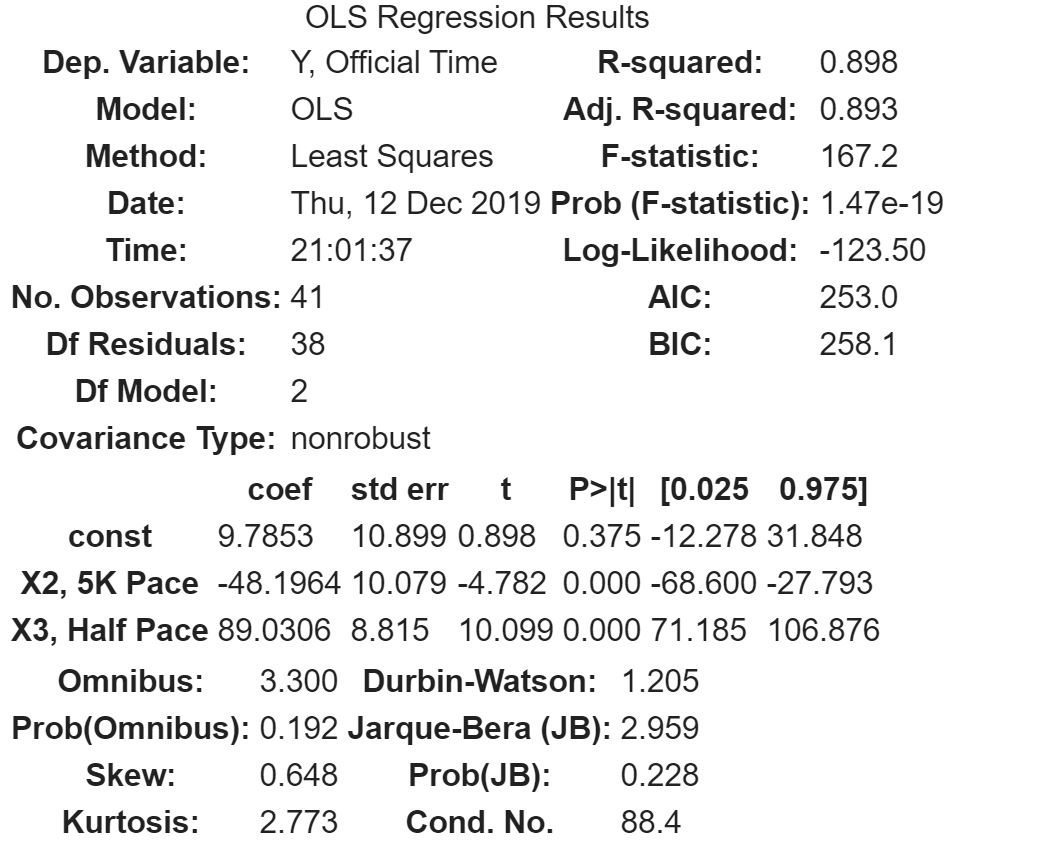 OLS Regression Results
Dep. Variable: Y, Official Time R-squared: 0.898
Model: OLS Adj. R-squared: 0.893
Method: Least Squares F-statistic: 167.2
Date: Thu, 12 Dec 2019 Prob (F-statistic): 1.47e-19
Time: 21:01:37 Log-Likelihood: -123.50
No. Observations: 41 AIC: 253.0
Df Residuals: 38 BIC: 258.1
Df Model: 2
Covariance Type: nonrobust
coef std err t P>|t| [0.025 0.975]
const 9.7853 10.899 0.898 0.375 -12.278 31.848
X2, 5K Pace -48.1964 10.079 -4.782 0.000 -68.600 -27.793
X3, Half Pace 89.0306 8.815 10.099 0.000 71.185 106.876
Omnibus: 3.300 Durbin-Watson: 1.205
Prob(Omnibus): 0.192 Jarque-Bera (JB): 2.959
Skew: 0.648 Prob(JB): 0.228
Kurtosis: 2.773 Cond. No. 88.4